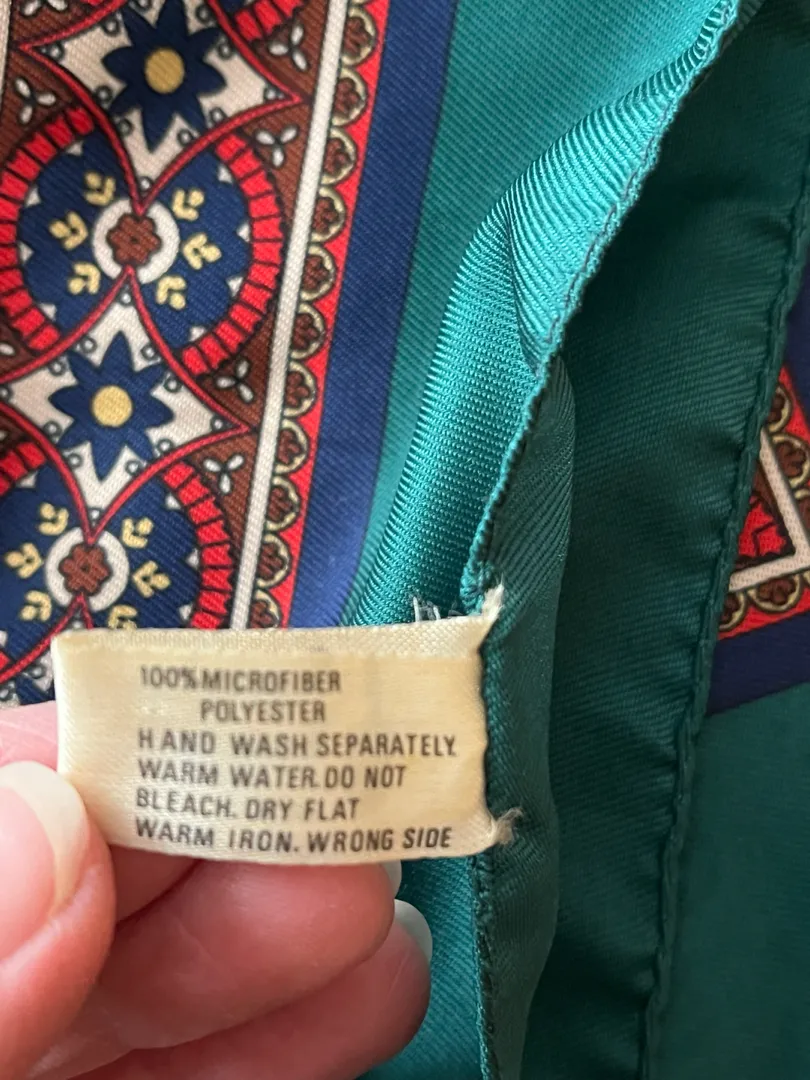 100% MICROFIBER
POLYESTER
HAND WASH SEPARATELY.
WARM WATER. DO NOT
BLEACH. DRY FLAT
WARM IRON. WRONG SIDE